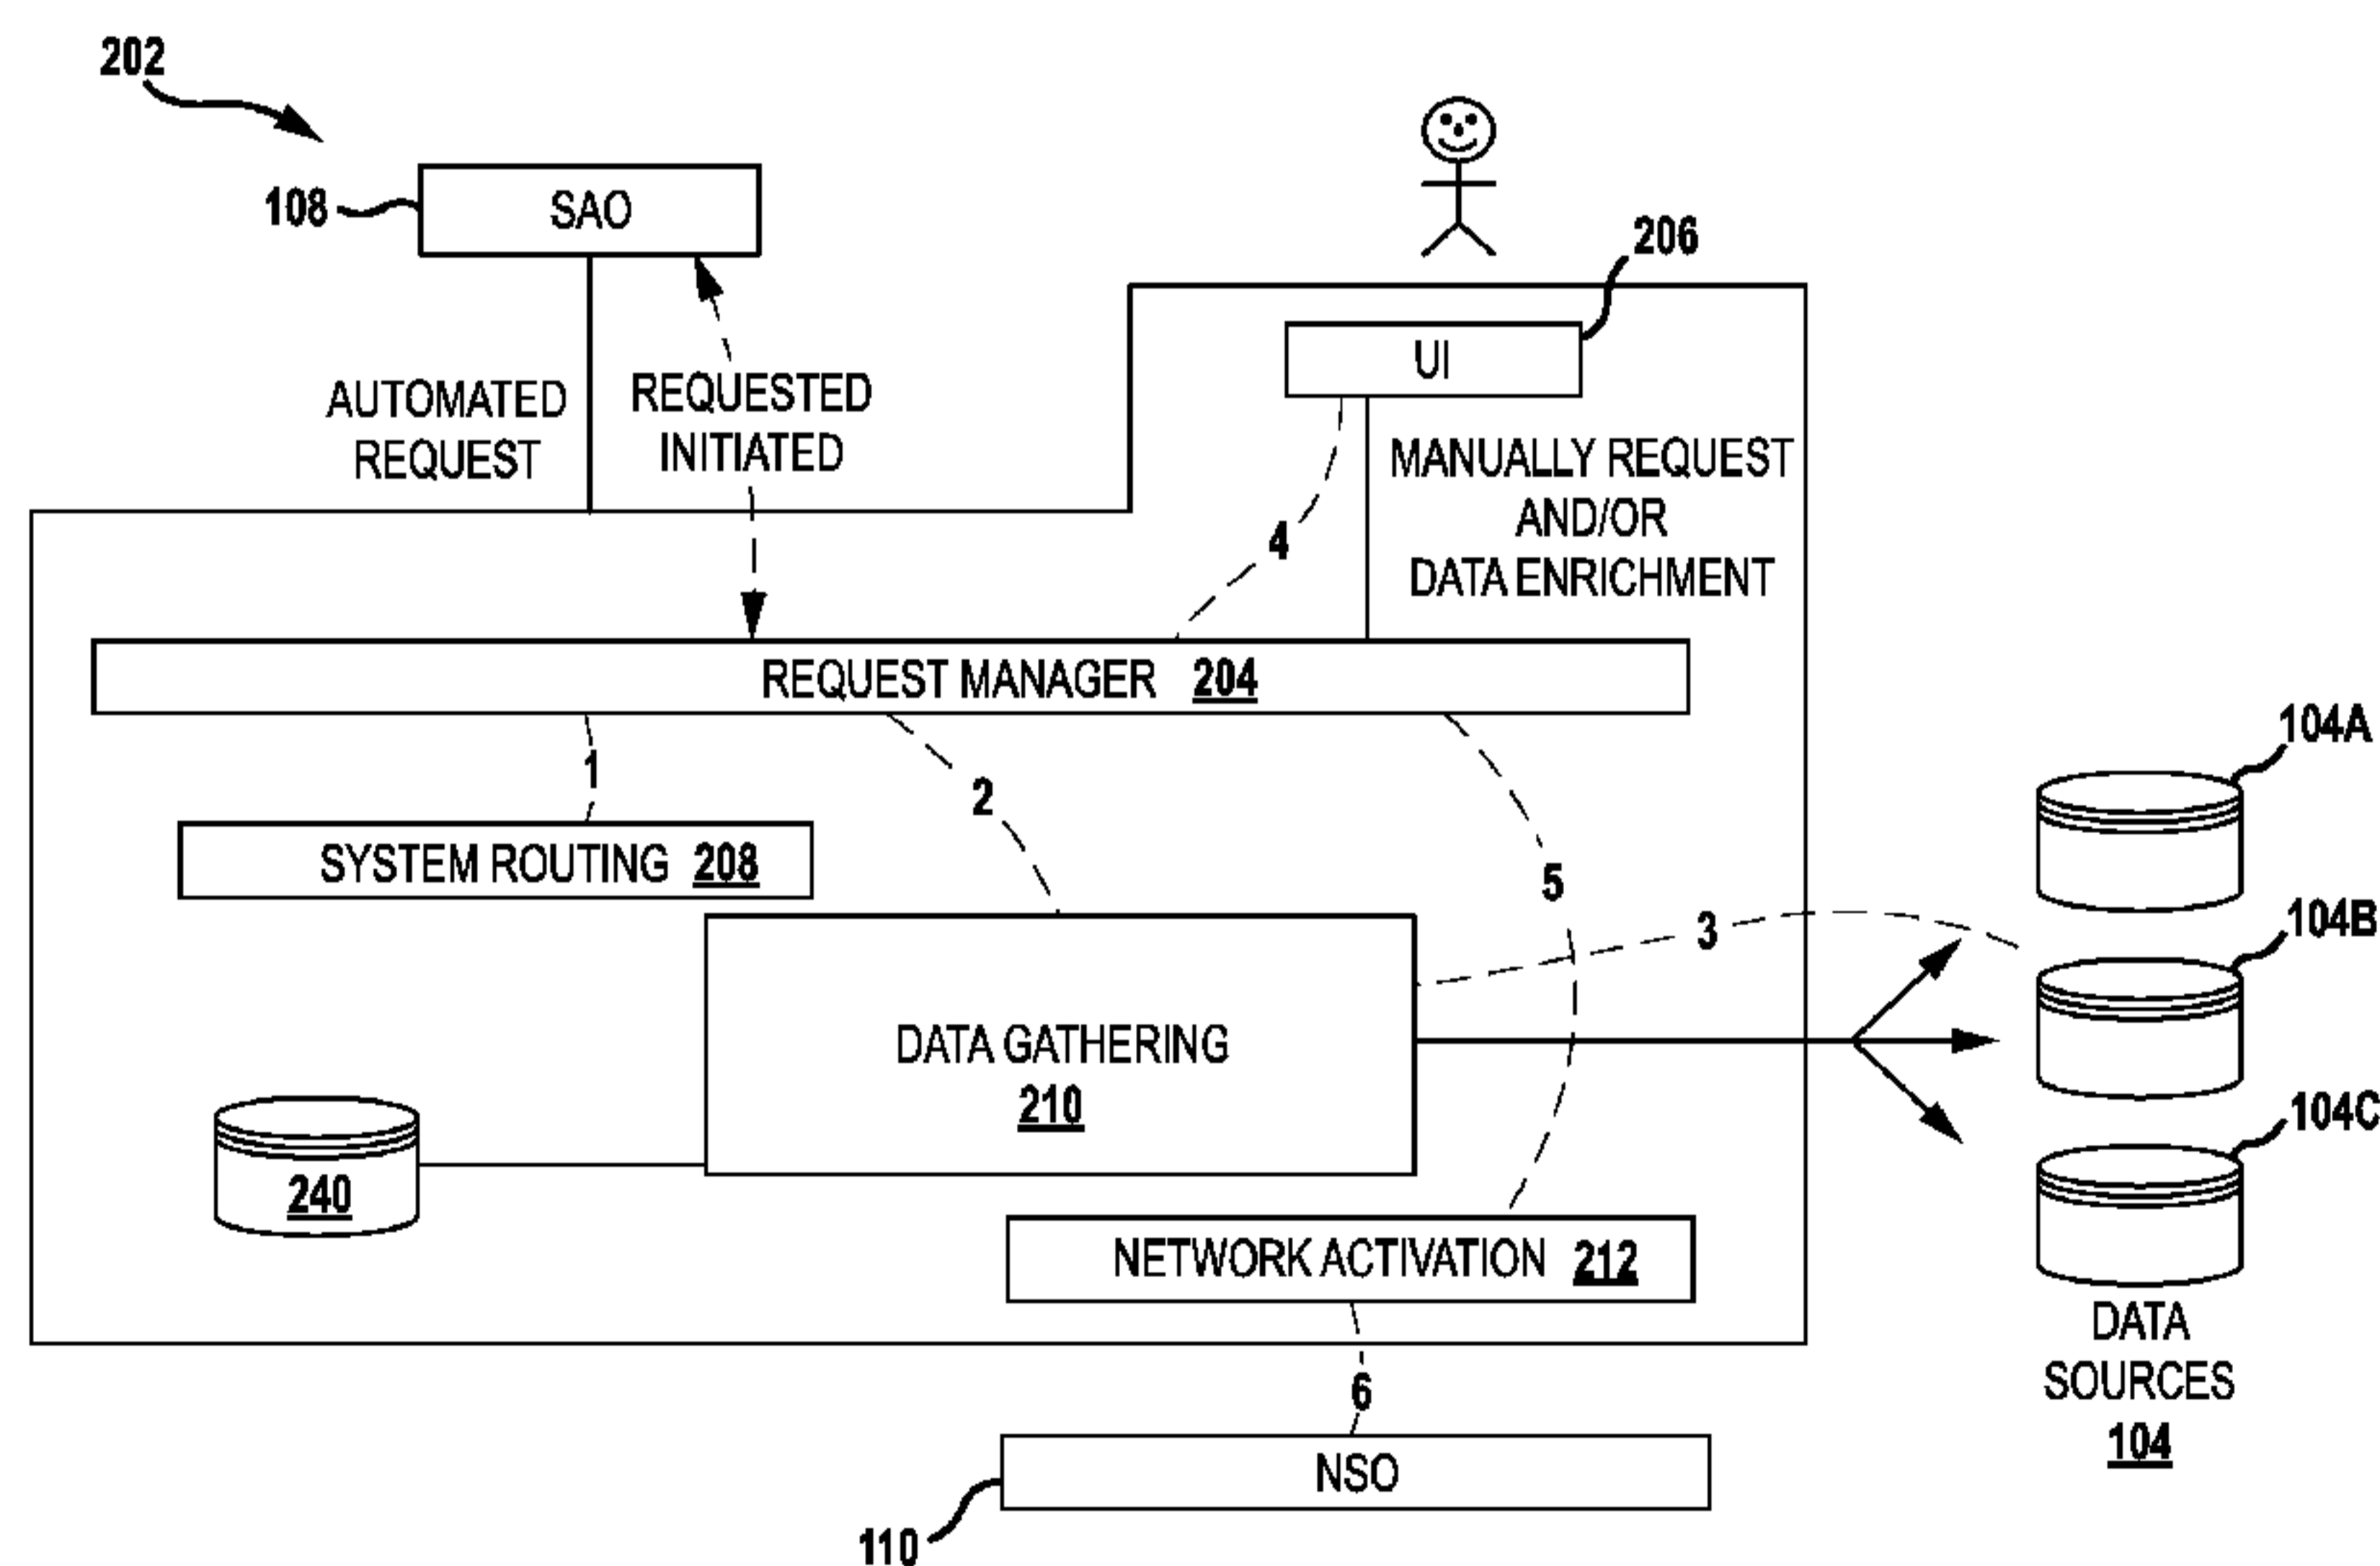 202
108
SAO
206
UI
AUTOMATED
REQUEST
REQUESTED
INITIATED
MANUALLY REQUEST
AND/OR
DATA ENRICHMENT
4
REQUEST MANAGER 204
1
2
5
3
SYSTEM ROUTING 208
DATA GATHERING
210
240
NETWORK ACTIVATION 212
6
NSO
110
104A
104B
104C
DATA
SOURCES
104